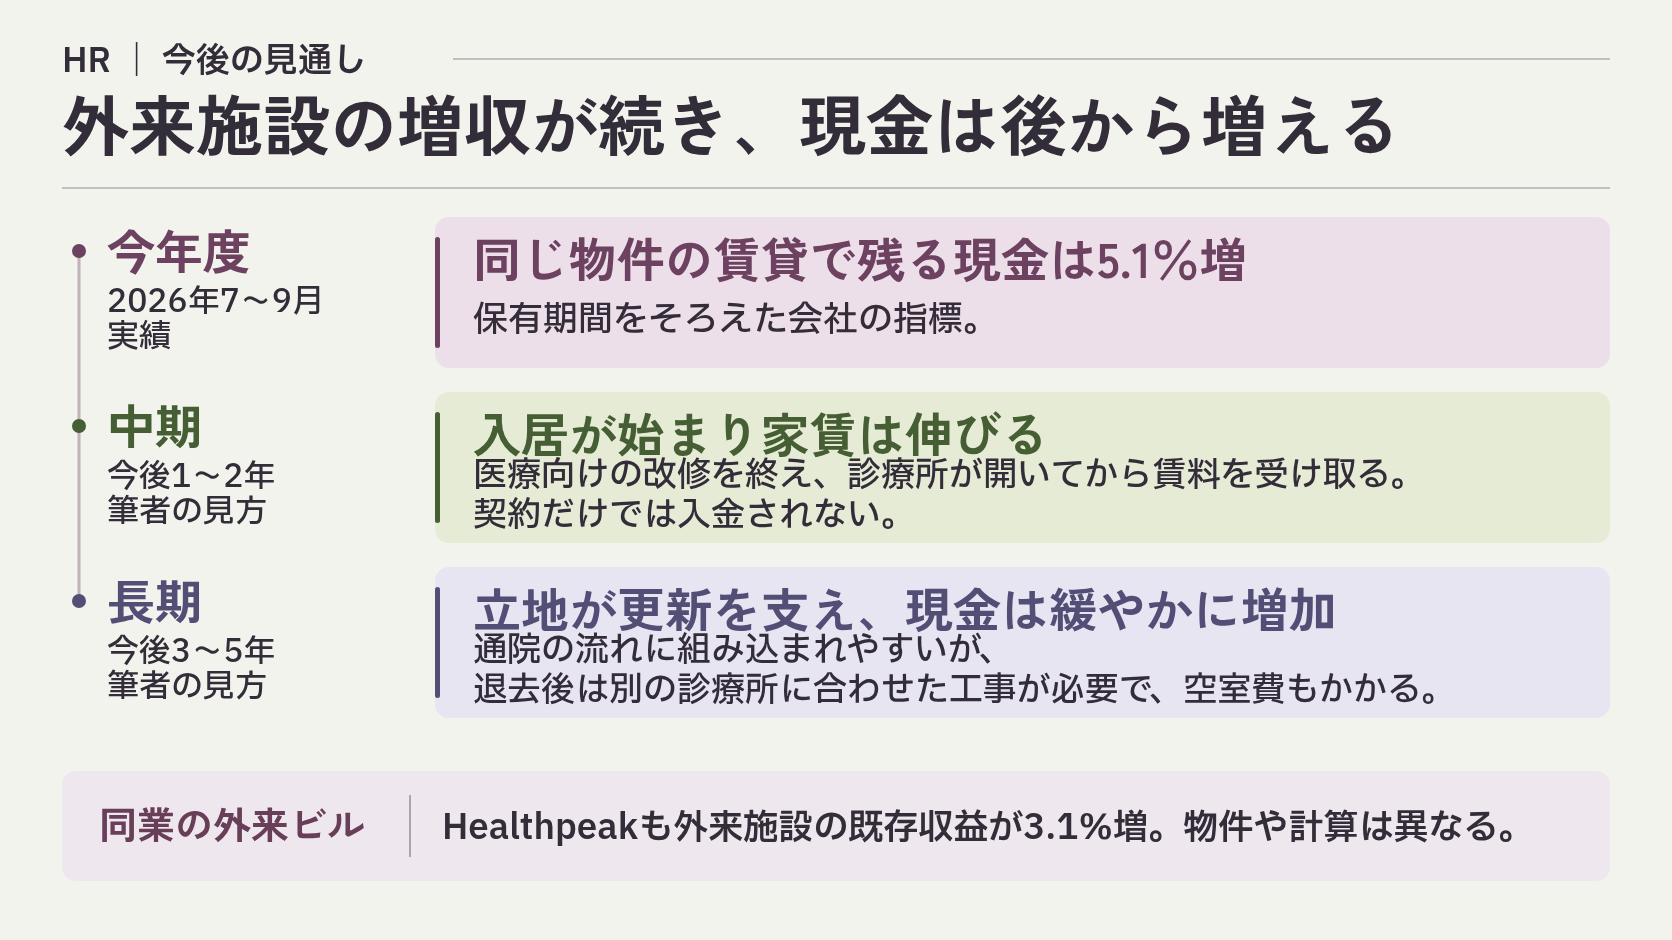 HR｜今後の見通し
外来施設の増収が続き、現金は後から増える
今年度
2026年7～9月
実績
同じ物件の賃貸で残る現金は5.1％増
保有期間をそろえた会社の指標。
中期
今後1～2年
筆者の見方
入居が始まり家賃は伸びる
医療向けの改修を終え、診療所が開いてから賃料を受け取る。
契約だけでは入金されない。
長期
今後3～5年
筆者の見方
立地が更新を支え、現金は緩やかに増加
通院の流れに組み込まれやすいが、
退去後は別の診療所に合わせた工事が必要で、空室費もかかる。
同業の外来ビル
Healthpeakも外来施設の既存収益が3.1%増。物件や計算は異なる。